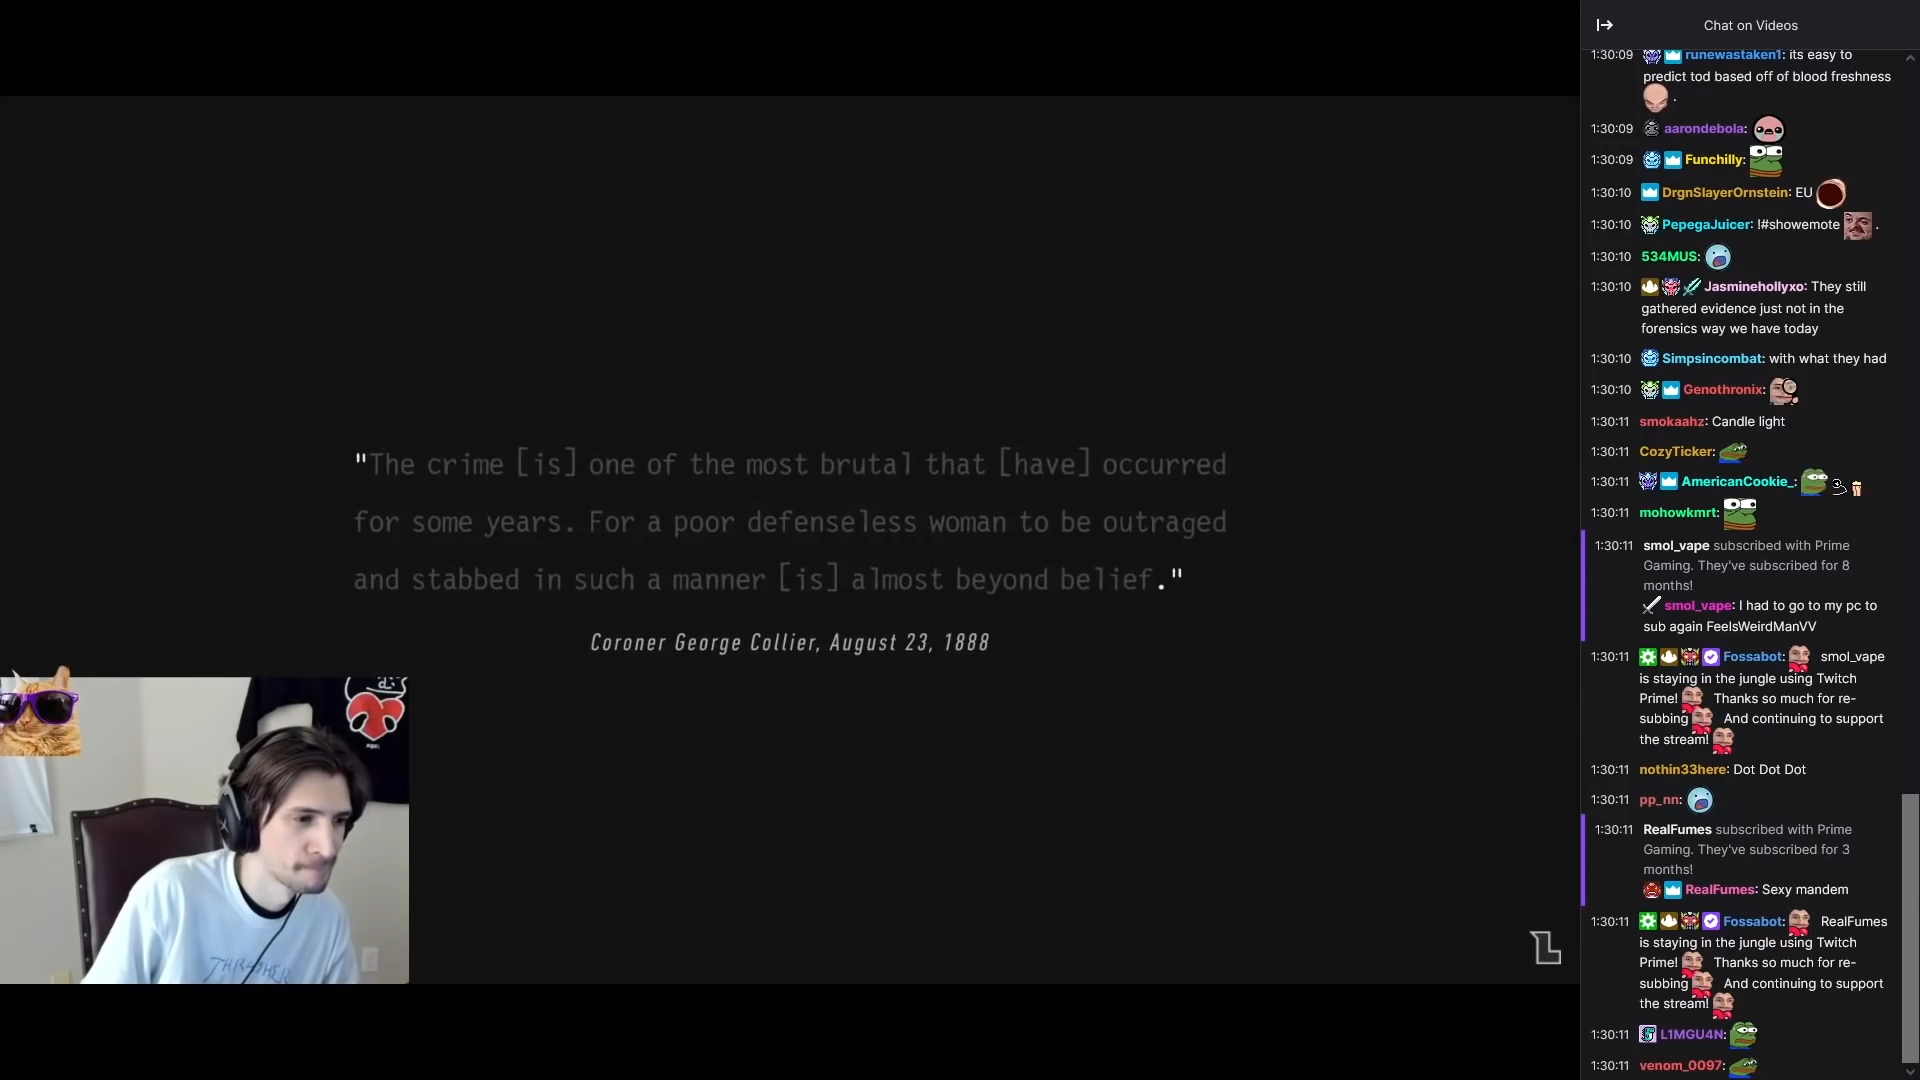 "The crime [is] one of the most brutal that [have] occurred
for some years. For a poor defenseless woman to be outraged
and stabbed in such a manner [is] almost beyond belief."
Coroner George Collier, August 23, 1888
THRASHER
Chat on Videos
1:30:09 runewastaken1: its easy to
predict tod based off of blood freshness
.
1:30:09 aarondebola:
1:30:09 Funchilly:
1:30:10 DrgnSlayerOrnstein: EU
1:30:10 PepegaJuicer: !#showemote .
1:30:10 534MUS:
1:30:10 Jasminehollyxo: They still
gathered evidence just not in the
forensics way we have today
1:30:10 Simpsincombat: with what they had
1:30:10 Genothronix:
1:30:11 smokaahz: Candle light
1:30:11 CozyTicker:
1:30:11 AmericanCookie_:
1:30:11 mohowkmrt:
1:30:11 smol_vape subscribed with Prime
Gaming. They've subscribed for 8
months!
smol_vape: I had to go to my pc to
sub again FeelsWeirdManVV
1:30:11 Fossabot: smol_vape
is staying in the jungle using Twitch
Prime! Thanks so much for re-
subbing And continuing to support
the stream!
1:30:11 nothin33here: Dot Dot Dot
1:30:11 pp_nn:
1:30:11 RealFumes subscribed with Prime
Gaming. They've subscribed for 3
months!
RealFumes: Sexy mandem
1:30:11 Fossabot: RealFumes
is staying in the jungle using Twitch
Prime! Thanks so much for re-
subbing And continuing to support
the stream!
1:30:11 L1MGU4N:
1:30:11 venom_0097: